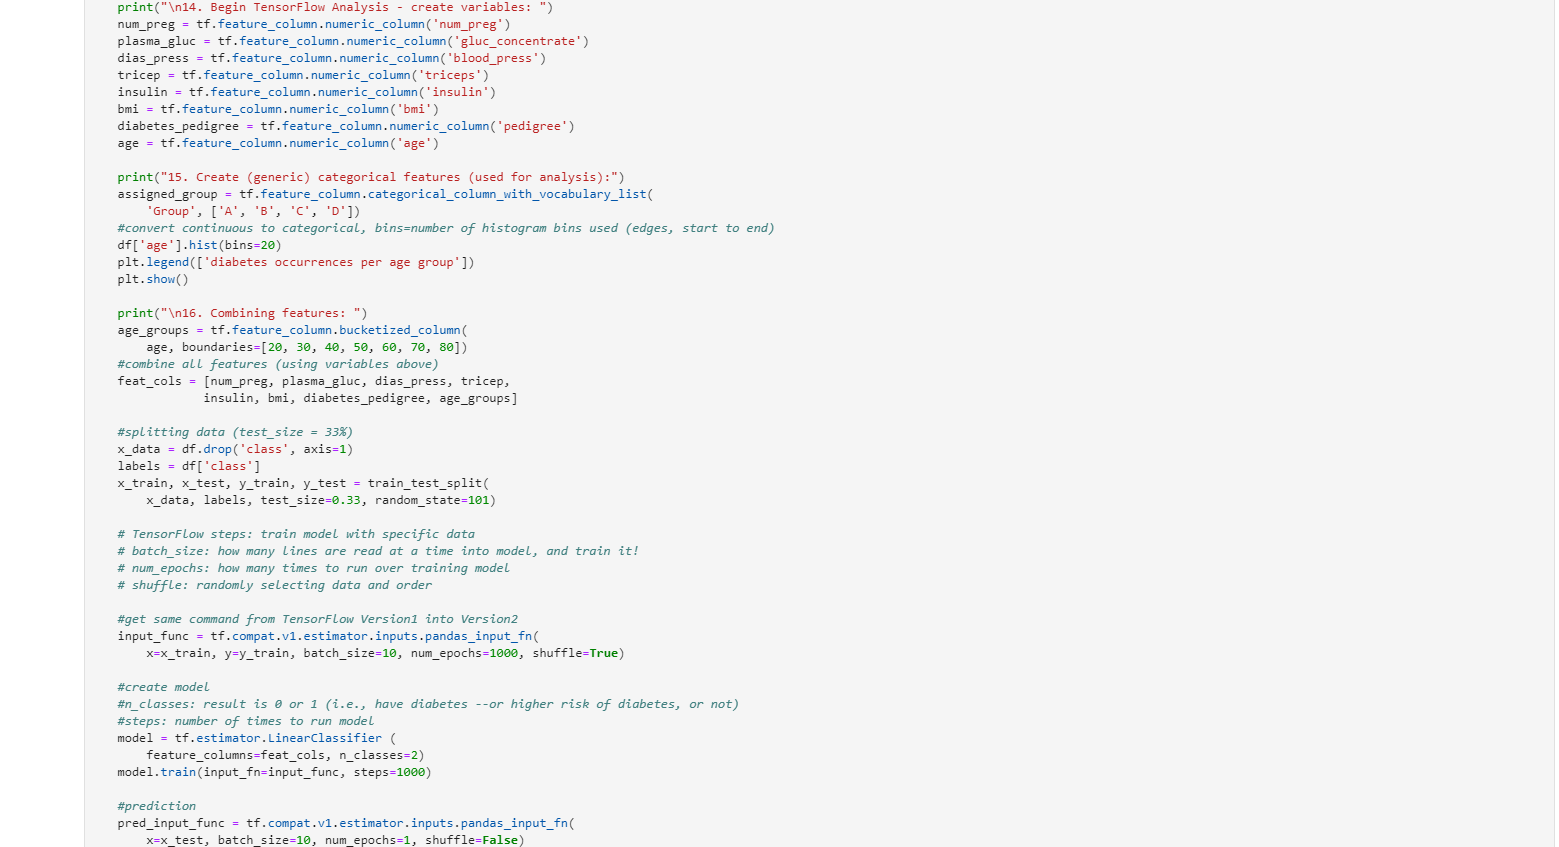 print("\n14. Begin TensorFlow Analysis - create variables: ")
num_preg = tf.feature_column.numeric_column('num_preg')
plasma_gluc = tf.feature_column.numeric_column('gluc_concentrate')
dias_press = tf.feature_column.numeric_column('blood_press')
tricep = tf.feature_column.numeric_column('triceps')
insulin = tf.feature_column.numeric_column('insulin')
bmi = tf.feature_column.numeric_column('bmi')
diabetes_pedigree = tf.feature_column.numeric_column('pedigree')
age = tf.feature_column.numeric_column('age')
print("15. Create (generic) categorical features (used for analysis):")
assigned_group = tf.feature_column.categorical_column_with_vocabulary_list(
    'Group', ['A', 'B', 'C', 'D'])
#convert continuous to categorical, bins=number of histogram bins used (edges, start to end)
df['age'].hist(bins=20)
plt.legend(['diabetes occurrences per age group'])
plt.show()
print("\n16. Combining features: ")
age_groups = tf.feature_column.bucketized_column(
    age, boundaries=[20, 30, 40, 50, 60, 70, 80])
#combine all features (using variables above)
feat_cols = [num_preg, plasma_gluc, dias_press, tricep,
            insulin, bmi, diabetes_pedigree, age_groups]
#splitting data (test_size = 33%)
x_data = df.drop('class', axis=1)
labels = df['class']
x_train, x_test, y_train, y_test = train_test_split(
    x_data, labels, test_size=0.33, random_state=101)
# TensorFlow steps: train model with specific data
# batch_size: how many lines are read at a time into model, and train it!
# num_epochs: how many times to run over training model
# shuffle: randomly selecting data and order
#get same command from TensorFlow Version1 into Version2
input_func = tf.compat.v1.estimator.inputs.pandas_input_fn(
    x=x_train, y=y_train, batch_size=10, num_epochs=1000, shuffle=True)
#create model
#n_classes: result is 0 or 1 (i.e., have diabetes --or higher risk of diabetes, or not)
#steps: number of times to run model
model = tf.estimator.LinearClassifier (
    feature_columns=feat_cols, n_classes=2)
model.train(input_fn=input_func, steps=1000)
#prediction
pred_input_func = tf.compat.v1.estimator.inputs.pandas_input_fn(
    x=x_test, batch_size=10, num_epochs=1, shuffle=False)